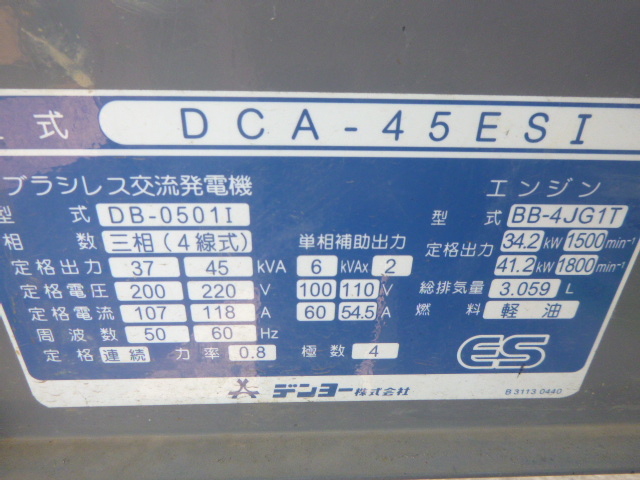 式 DCA-45ESI
ブラシレス交流発電機
型式 DB-0501I
相数 三相(4線式)
定格出力 37 45 kVA
定格電圧 200 220 V
定格電流 107 118 A
周波数 50 60 Hz
定格 連続 力率 0.8 極数 4
単相補助出力
6 kVAx 2
100 110 V
60 54.5 A
エンジン
型式 BB-4JG1T
定格出力 34.2 kW 1500 min⁻¹
41.2 kW 1800 min⁻¹
総排気量 3.059 L
燃料 軽油
ES
デンヨー株式会社
B 3113 0440